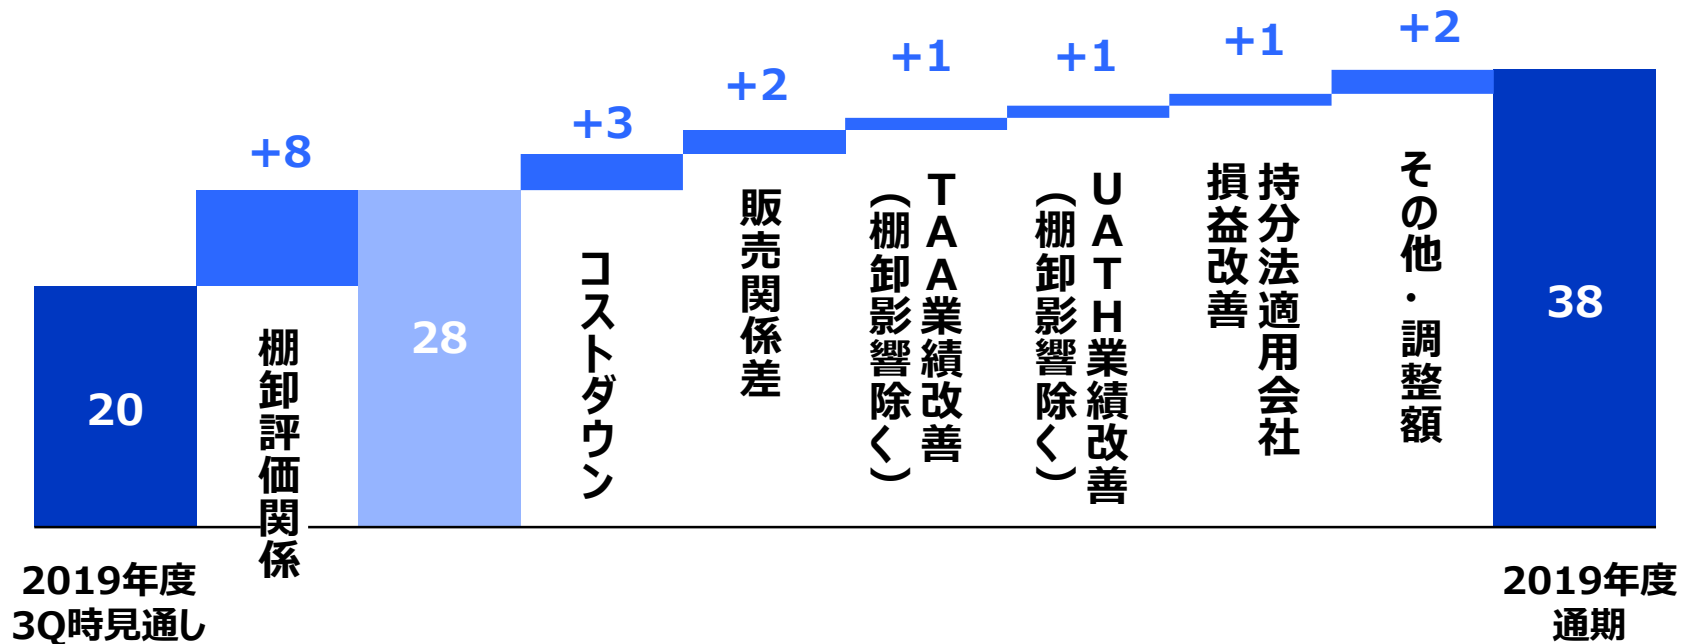 20
2019年度
3Q時見通し
+8
棚卸評価関係
28
+3
コストダウン
+2
販売関係差
+1
TAA業績改善
(棚卸影響除く)
+1
UATH業績改善
(棚卸影響除く)
+1
持分法適用会社
損益改善
+2
その他・調整額
38
2019年度
通期